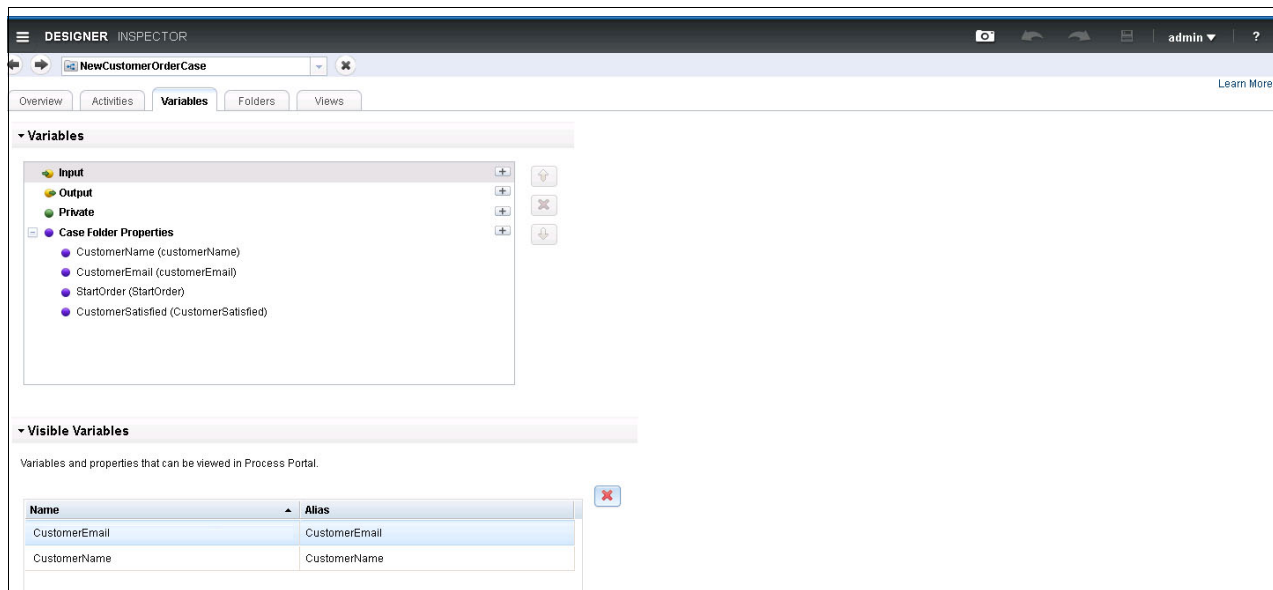 DESIGNER INSPECTOR admin ?
NewCustomerOrderCase
Learn More
Overview Activities Variables Folders Views
Variables
Input
Output
Private
Case Folder Properties
CustomerName (customerName)
CustomerEmail (customerEmail)
StartOrder (StartOrder)
CustomerSatisfied (CustomerSatisfied)
Visible Variables
Variables and properties that can be viewed in Process Portal.
Name Alias
CustomerEmail CustomerEmail
CustomerName CustomerName